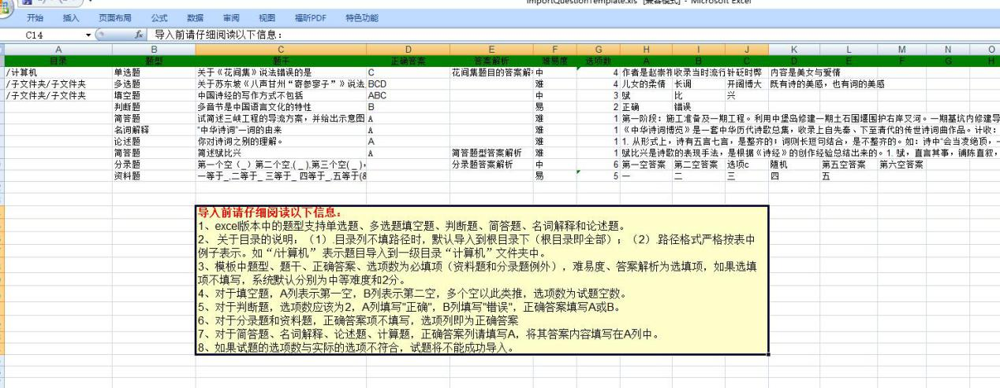 importQuestionTemplate.xls [兼容模式] - Microsoft Excel
开始 插入 页面布局 公式 数据 审阅 视图 福昕PDF 特色功能
C14 fx 导入前请仔细阅读以下信息：
A B C D E F G H I J K L M N O
目录 题型 题干 正确答案 答案解析 难易度 选项数 A B C D E F G H
/计算机 单选题 关于《花间集》说法错误的是 C 花间集题目的答案解 中 4 作者是赵崇祚 收录当时流行 针砭时弊 内容是美女与爱情
/子文件夹/子文件夹 多选题 关于苏东坡《八声甘州“寄参寥子”》说法 BCD 难 4 儿女的柔情 长调 开阔博大 既有诗的美感，也有词的美感
/子文件夹/子文件夹 填空题 中国诗经的写作方式不包括 ABC 中 3 赋 比 兴
判断题 多音节是中国语言文化的特性 B 易 2 正确 错误
简答题 试简述三峡工程的导流方案，并给出示意图 A 难 1 第一阶段：施工准备及一期工程。利用中堡岛修建一期土石围堰围护右岸叉河。一期基坑内修建导
名词解释 “中华诗词”一词的由来 A 难 1 《中华诗词博览》是一套中华历代诗歌总集，收录上自先秦、下至清代的传世诗词曲作品。计收：
论述题 你对诗词之别的理解。 A 难 1 1. 从形式上，诗有五言七言，是整齐的；词则长短句结合，是不整齐的。如：诗中“会当凌绝顶，一
简答题 简述赋比兴 A 简答题型答案解析 难 1 赋比兴是诗歌的表现手法，是根据《诗经》的创作经验总结出来的。1. 赋，直言其事，铺陈直叙，
分录题 第一个空（_）第二个空,(_),第三个空(_), 分录题答案解析 中 6 第一空答案 第二空答案 选项c 随机 第五空答案 第六空答案
资料题 一等于_,二等于_ 三等于_ 四等于_,五等于(& 易 5 一 二 三 四 五
导入前请仔细阅读以下信息：
1、excel版本中的题型支持单选题、多选题填空题、判断题、简答题、名词解释和论述题。
2、 关于目录的说明：（1）.目录列不填路径时，默认导入到根目录下（根目录即全部）；（2）.路径格式严格按表中
例子表示。如“/计算机” 表示题目导入到一级目录“计算机”文件夹中。
3、模板中题型、题干、正确答案、选项数为必填项（资料题和分录题例外），难易度、答案解析为选填项，如果选填
项不填写，系统默认分别为中等难度和2分。
4、对于填空题，A列表示第一空，B列表示第二空，多个空以此类推，选项数为试题空数。
5、对于判断题，选项数应该为2，A列填写"正确"，B列填写"错误"，正确答案填写A或B。
6、对于分录题和资料题，正确答案项不填写，选项列即为正确答案
7、对于简答题、名词解释、论述题、计算题，正确答案列请填写A，将其答案内容填写在A列中。
8、如果试题的选项数与实际的选项不符合，试题将不能成功导入。